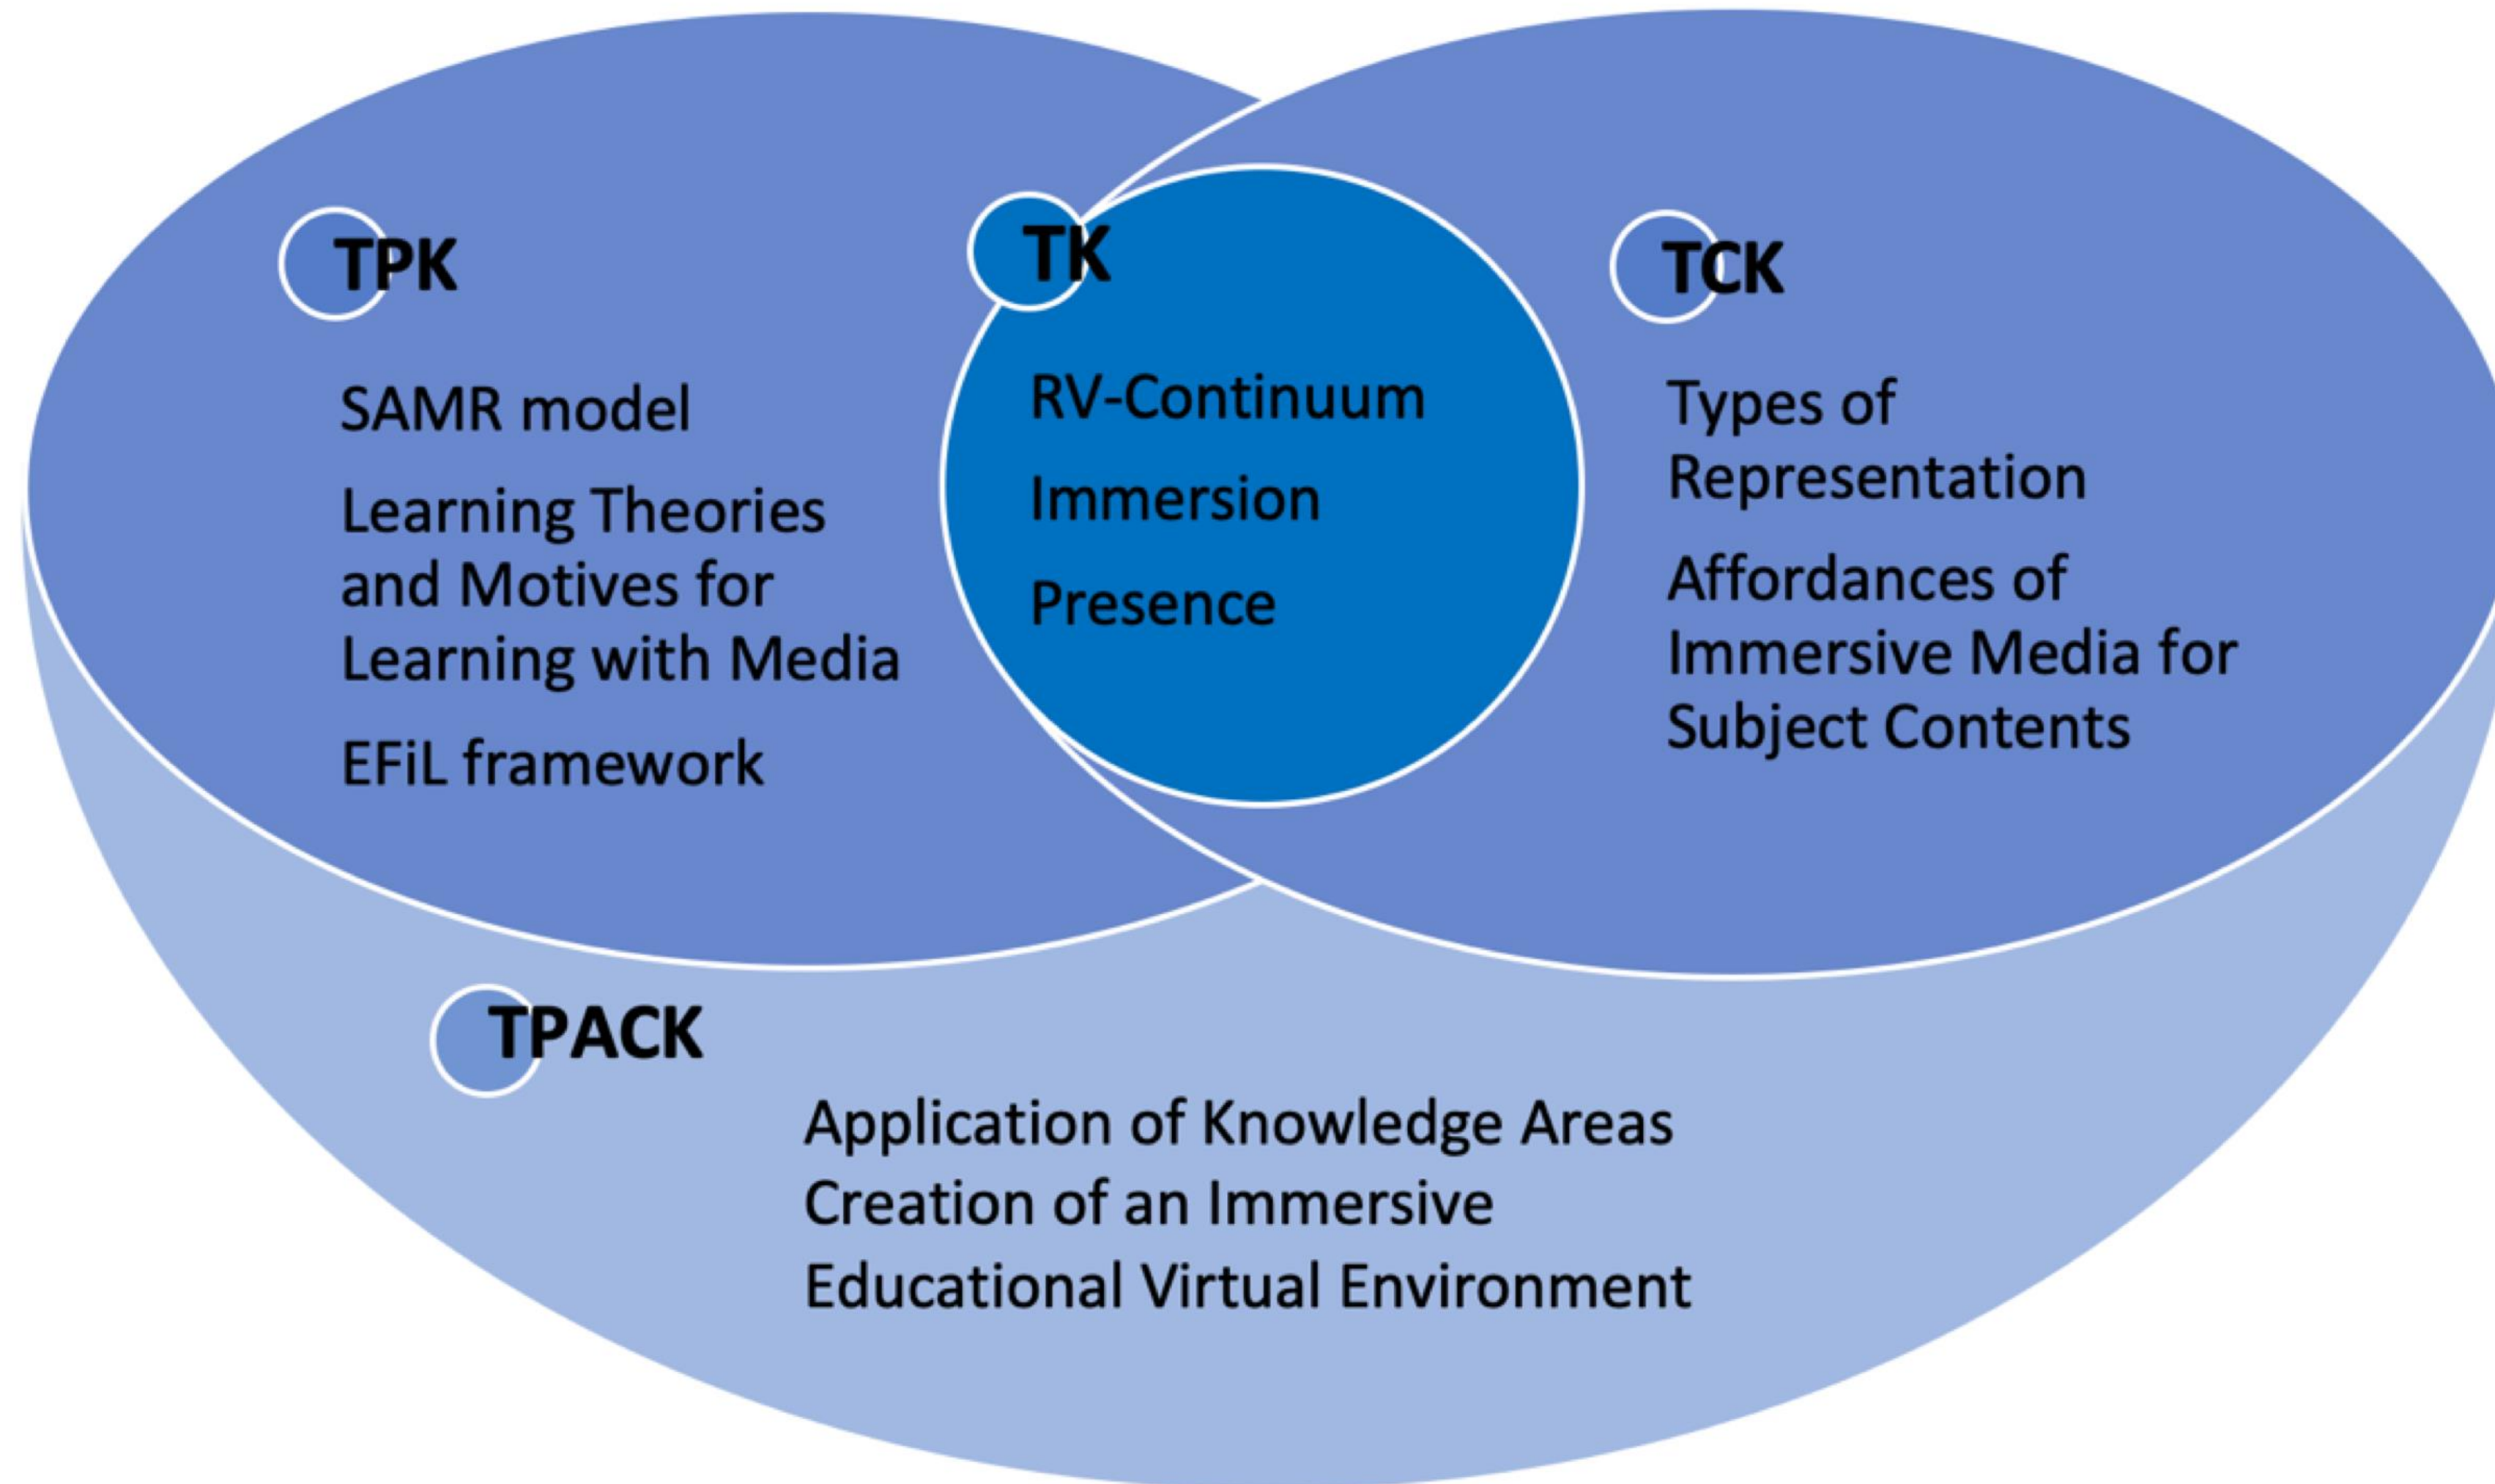 TPK
SAMR model
Learning Theories
and Motives for
Learning with Media
EFiL framework
TK
RV-Continuum
Immersion
Presence
TCK
Types of
Representation
Affordances of
Immersive Media for
Subject Contents
TPACK
Application of Knowledge Areas
Creation of an Immersive
Educational Virtual Environment